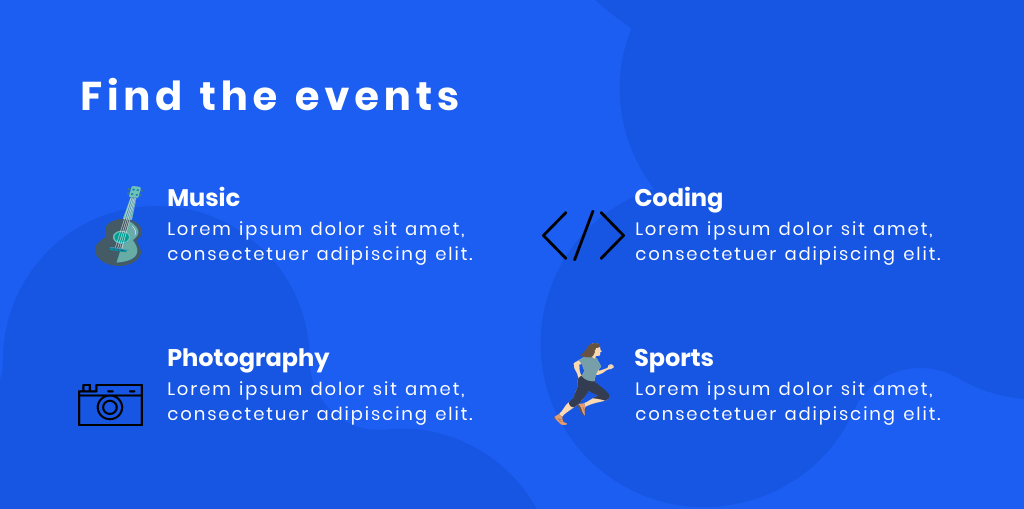 Find the events
Music
Lorem ipsum dolor sit amet,
consectetuer adipiscing elit.
Coding
Lorem ipsum dolor sit amet,
consectetuer adipiscing elit.
Photography
Lorem ipsum dolor sit amet,
consectetuer adipiscing elit.
Sports
Lorem ipsum dolor sit amet,
consectetuer adipiscing elit.